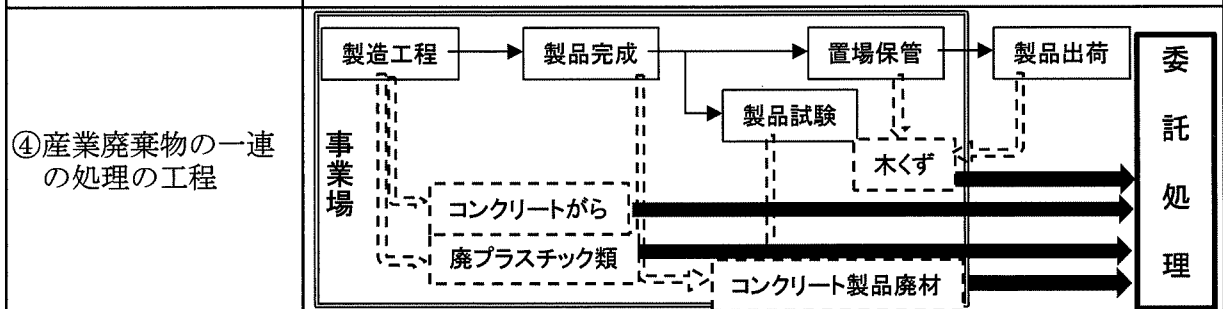 ④産業廃棄物の一連
の処理の工程
製造工程
製品完成
置場保管
製品出荷
製品試験
事業場
木くず
コンクリートがら
廃プラスチック類
コンクリート製品廃材
委託処理